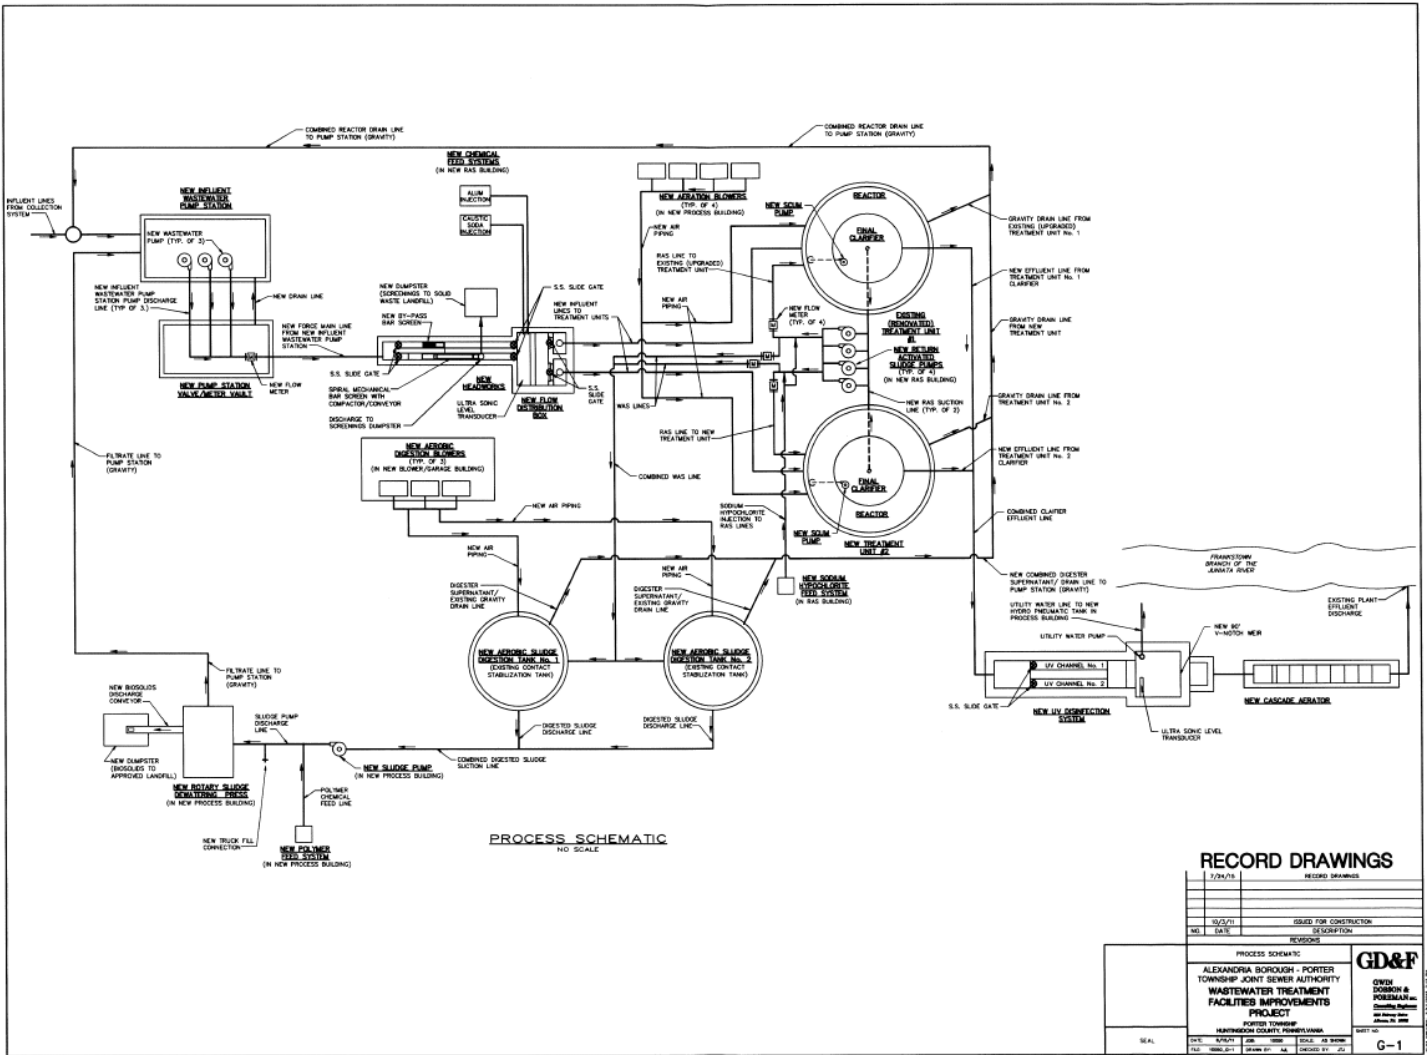 COMBINED REACTOR DRAIN LINE
TO PUMP STATION (GRAVITY)
COMBINED REACTOR DRAIN LINE
TO PUMP STATION (GRAVITY)
NEW CHEMICAL
FEED SYSTEMS
(IN NEW RAS BUILDING)
ALUM
INJECTION
CAUSTIC
SODA
INJECTION
NEW AERATION BLOWERS
(TYP. OF 4)
(IN NEW PROCESS BUILDING)
NEW SCUM
PUMP
REACTOR
FINAL
CLARIFIER
INFLUENT LINES
FROM COLLECTION
SYSTEM
NEW INFLUENT
WASTEWATER
PUMP STATION
NEW WASTEWATER
PUMP (TYP. OF 3)
GRAVITY DRAIN LINE FROM
EXISTING (UPGRADED)
TREATMENT UNIT No. 1
NEW AIR
PIPING
RAS LINE TO
EXISTING (UPGRADED)
TREATMENT UNIT
NEW EFFLUENT LINE FROM
TREATMENT UNIT No. 1
CLARIFIER
NEW INFLUENT
WASTEWATER PUMP
STATION PUMP DISCHARGE
LINE (TYP OF 3.)
NEW DRAIN LINE
NEW DUMPSTER
(SCREENINGS TO SOLID
WASTE LANDFILL)
S.S. SLIDE GATE
NEW INFLUENT
LINES TO
TREATMENT UNITS
NEW AIR
PIPING
NEW FLOW
METER
(TYP. OF 4)
NEW BY-PASS
BAR SCREEN
NEW FORCE MAIN LINE
FROM NEW INFLUENT
WASTEWATER PUMP
STATION
EXISTING
(RENOVATED)
TREATMENT UNIT
#1
GRAVITY DRAIN LINE
FROM NEW
TREATMENT UNIT
M
M
M
M
NEW RETURN
ACTIVATED
SLUDGE PUMPS
(TYP. OF 4)
(IN NEW RAS BUILDING)
S.S. SLIDE GATE
NEW PUMP STATION
VALVE/METER VAULT
NEW FLOW
METER
SPIRAL MECHANICAL
BAR SCREEN WITH
COMPACTOR/CONVEYOR
NEW
HEADWORKS
ULTRA SONIC
LEVEL
TRANSDUCER
NEW FLOW
DISTRIBUTION
BOX
S.S.
SLIDE
GATE
WAS LINES
NEW RAS SUCTION
LINE (TYP. OF 2)
GRAVITY DRAIN LINE FROM
TREATMENT UNIT No. 2
DISCHARGE TO
SCREENINGS DUMPSTER
RAS LINE TO NEW
TREATMENT UNIT
NEW AEROBIC
DIGESTION BLOWERS
(TYP. OF 3)
(IN NEW BLOWER/GARAGE BUILDING)
NEW EFFLUENT LINE FROM
TREATMENT UNIT No. 2
CLARIFIER
FILTRATE LINE TO
PUMP STATION
(GRAVITY)
COMBINED WAS LINE
FINAL
CLARIFIER
REACTOR
NEW AIR PIPING
SODIUM
HYPOCHLORITE
INJECTION TO
RAS LINES
NEW SCUM
PUMP
NEW TREATMENT
UNIT #2
COMBINED CLAIFIER
EFFLUENT LINE
NEW AIR
PIPING
NEW AIR
PIPING
FRANKSTOWN
BRANCH OF THE
JUNIATA RIVER
DIGESTER
SUPERNATANT/
EXISTING GRAVITY
DRAIN LINE
DIGESTER
SUPERNATANT/
EXISTING GRAVITY
DRAIN LINE
NEW SODIUM
HYPOCHLORITE
FEED SYSTEM
(IN RAS BUILDING)
NEW COMBINED DIGESTER
SUPERNATANT/ DRAIN LINE TO
PUMP STATION (GRAVITY)
UTILITY WATER LINE TO NEW
HYDRO PNEUMATIC TANK IN
PROCESS BUILDING
EXISTING PLANT
EFFLUENT
DISCHARGE
UTILITY WATER PUMP
NEW 90°
V-NOTCH WEIR
NEW AEROBIC SLUDGE
DIGESTION TANK No. 1
(EXISTING CONTACT
STABILIZATION TANK)
NEW AEROBIC SLUDGE
DIGESTION TANK No. 2
(EXISTING CONTACT
STABILIZATION TANK)
UV CHANNEL No. 1
UV CHANNEL No. 2
S.S. SLIDE GATE
NEW UV DISINFECTION
SYSTEM
NEW CASCADE AERATOR
ULTRA SONIC LEVEL
TRANSDUCER
FILTRATE LINE TO
PUMP STATION
(GRAVITY)
NEW BIOSOLIDS
DISCHARGE
CONVEYOR
SLUDGE PUMP
DISCHARGE
LINE
DIGESTED SLUDGE
DISCHARGE LINE
DIGESTED SLUDGE
DISCHARGE LINE
NEW DUMPSTER
(BIOSOLIDS TO
APPROVED LANDFILL)
NEW SLUDGE PUMP
(IN NEW PROCESS BUILDING)
COMBINED DIGESTED SLUDGE
SUCTION LINE
NEW ROTARY SLUDGE
DEWATERING PRESS
(IN NEW PROCESS BUILDING)
POLYMER
CHEMICAL
FEED LINE
NEW TRUCK FILL
CONNECTION
NEW POLYMER
FEED SYSTEM
(IN NEW PROCESS BUILDING)
PROCESS SCHEMATIC
NO SCALE
RECORD DRAWINGS
7/24/15 RECORD DRAWINGS
10/3/11 ISSUED FOR CONSTRUCTION
NO. DATE DESCRIPTION
REVISIONS
PROCESS SCHEMATIC
ALEXANDRIA BOROUGH - PORTER
TOWNSHIP JOINT SEWER AUTHORITY
WASTEWATER TREATMENT
FACILITIES IMPROVEMENTS
PROJECT
PORTER TOWNSHIP
HUNTINGDON COUNTY, PENNSYLVANIA
GD&F
GWIN
DOBSON &
FOREMAN INC.
Consulting Engineers
SEAL
DATE: JOB: SCALE: AS SHOWN
FILE: DRAWN BY: CHECKED BY:
SHEET NO.
G-1